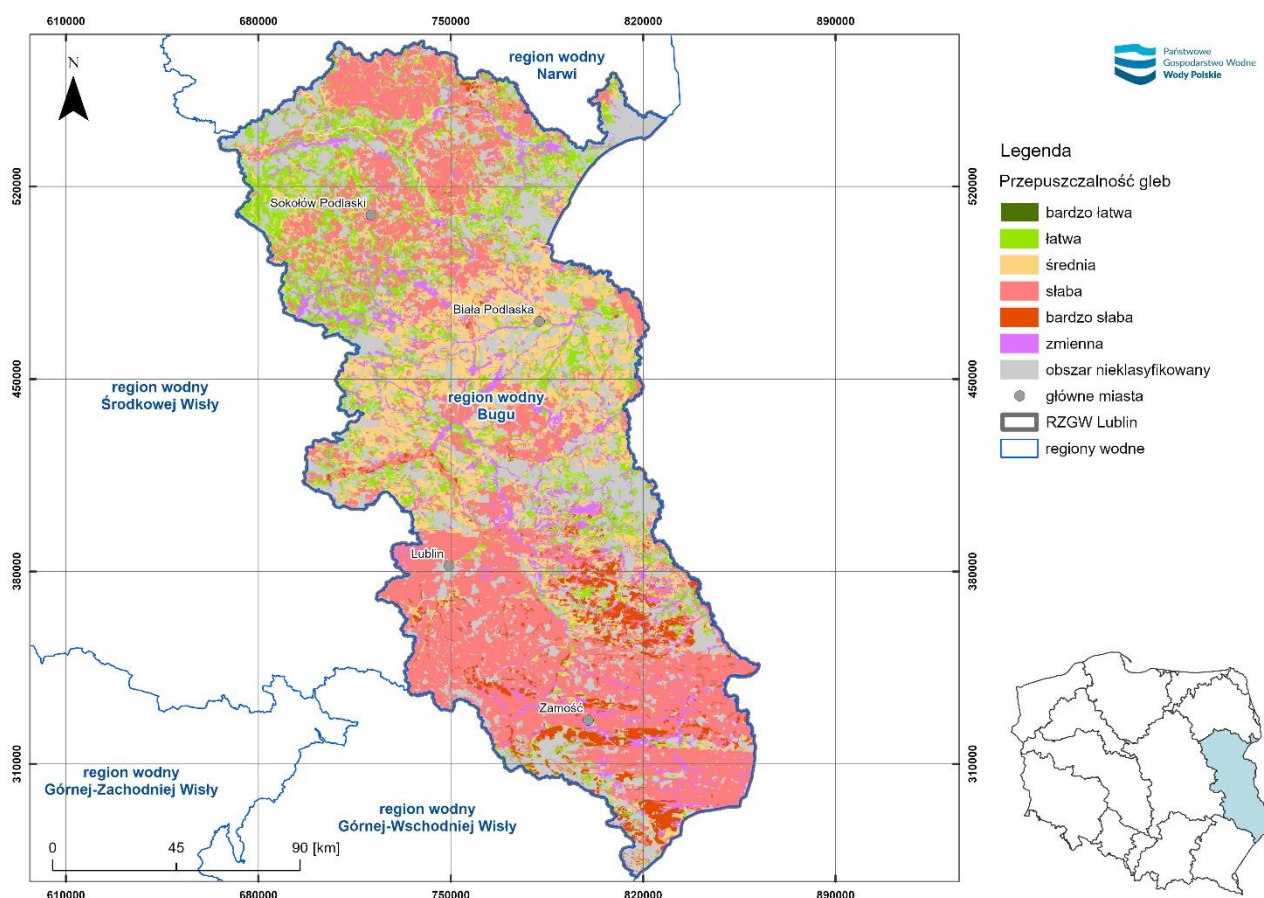 610000 680000 750000 820000 890000
N
region wodny
Narwi
Państwowe
Gospodarstwo Wodne
Wody Polskie
520000 520000
Sokołów Podlaski
Biała Podlaska
450000 450000
region wodny
Środkowej Wisły
region wodny
Bugu
Lublin
380000 380000
Zamość
310000 310000
region wodny
Górnej-Zachodniej Wisły
region wodny
Górnej-Wschodniej Wisły
0 45 90 [km]
610000 680000 750000 820000 890000
Legenda
Przepuszczalność gleb
bardzo łatwa
łatwa
średnia
słaba
bardzo słaba
zmienna
obszar nieklasyfikowany
główne miasta
RZGW Lublin
regiony wodne